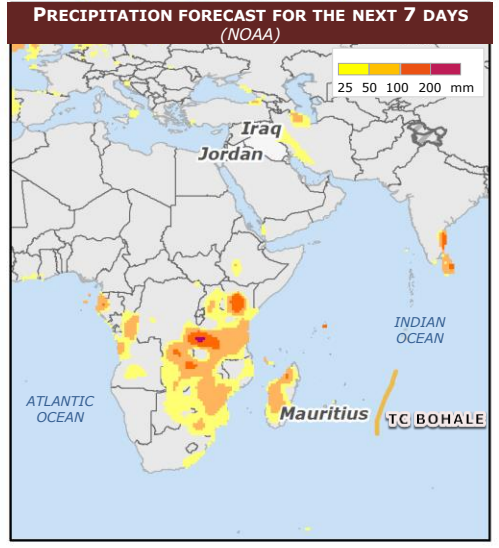 PRECIPITATION FORECAST FOR THE NEXT 7 DAYS
(NOAA)
25 50 100 200 mm
Iraq
Jordan
INDIAN
OCEAN
ATLANTIC
OCEAN
Mauritius
TC BOHALE